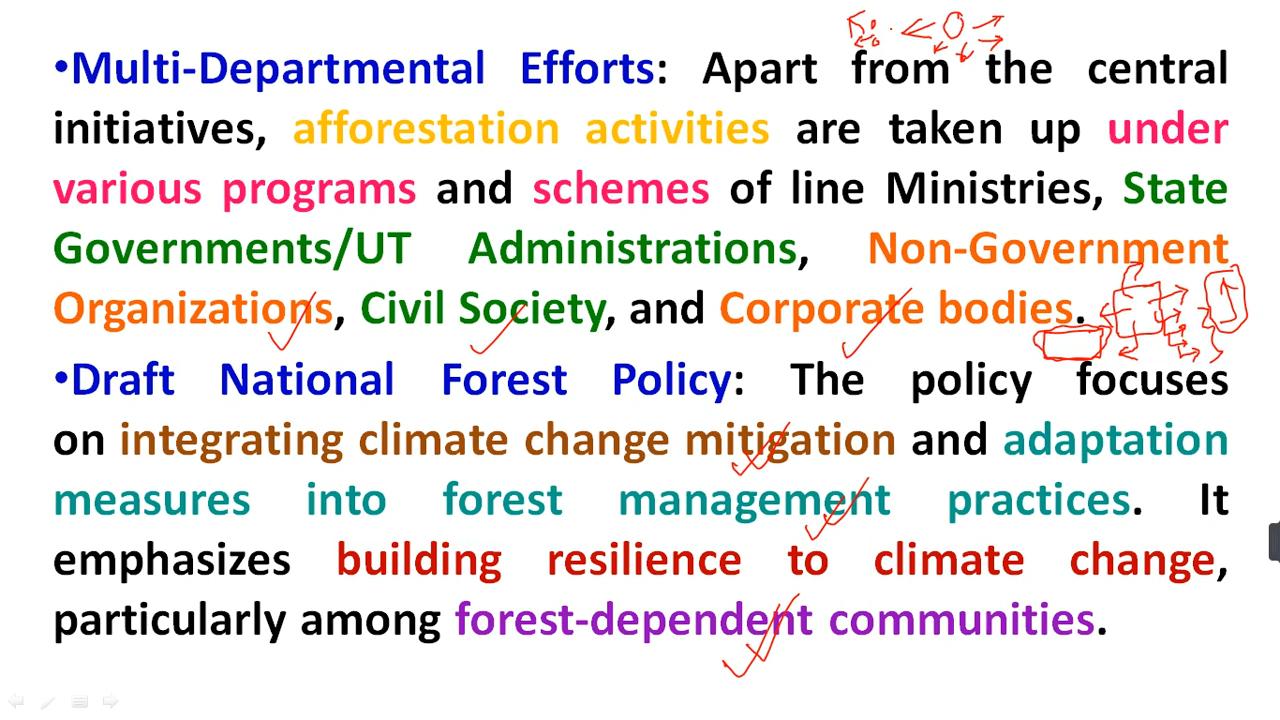 •Multi-Departmental Efforts: Apart from the central
initiatives, afforestation activities are taken up under
various programs and schemes of line Ministries, State
Governments/UT Administrations, Non-Government
Organizations, Civil Society, and Corporate bodies.
•Draft National Forest Policy: The policy focuses
on integrating climate change mitigation and adaptation
measures into forest management practices. It
emphasizes building resilience to climate change,
particularly among forest-dependent communities.